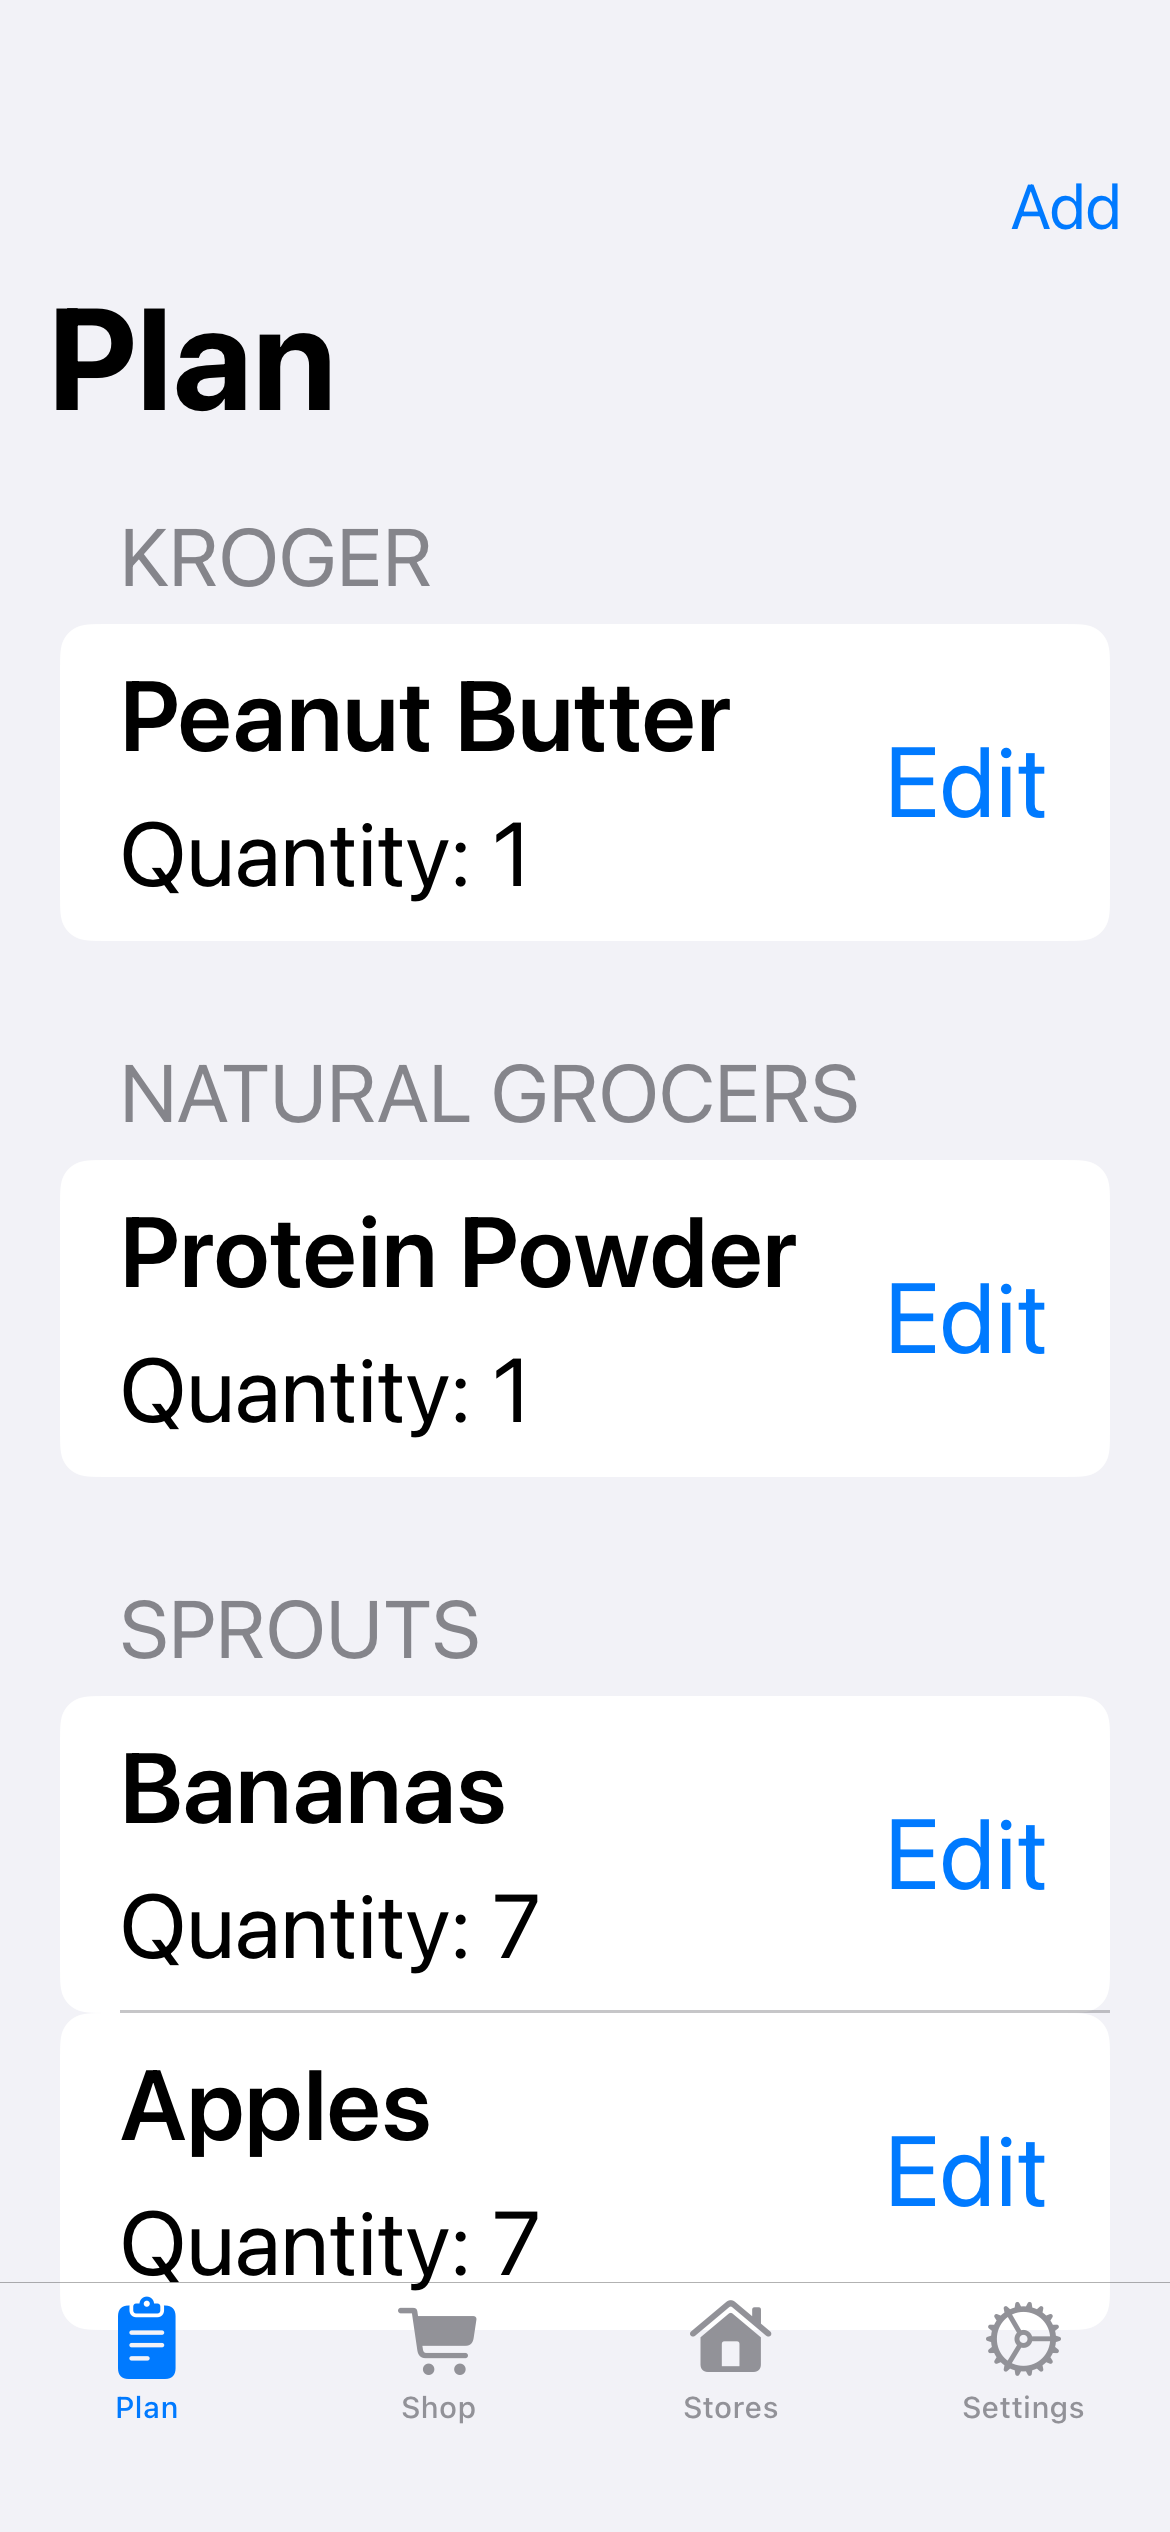 Add
Plan
KROGER
Peanut Butter
Edit
Quantity: 1
NATURAL GROCERS
Protein Powder
Edit
Quantity: 1
SPROUTS
Bananas
Edit
Quantity: 7
Apples
Edit
Quantity: 7
Plan
Shop
Stores
Settings